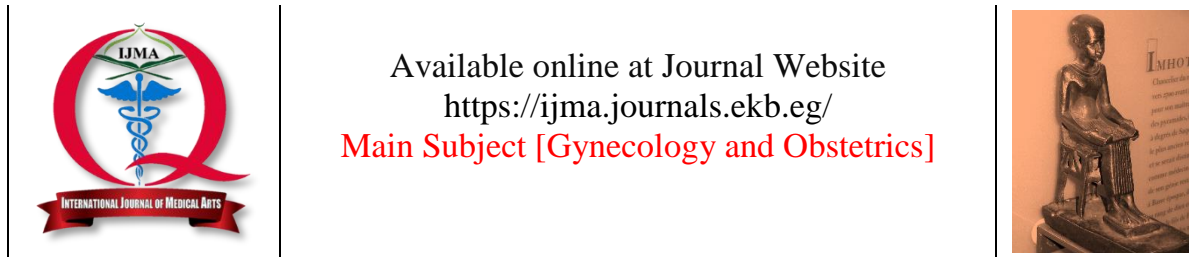 IJMA
INTERNATIONAL JOURNAL OF MEDICAL ARTS
Available online at Journal Website
https://ijma.journals.ekb.eg/
Main Subject [Gynecology and Obstetrics]
IMHOT